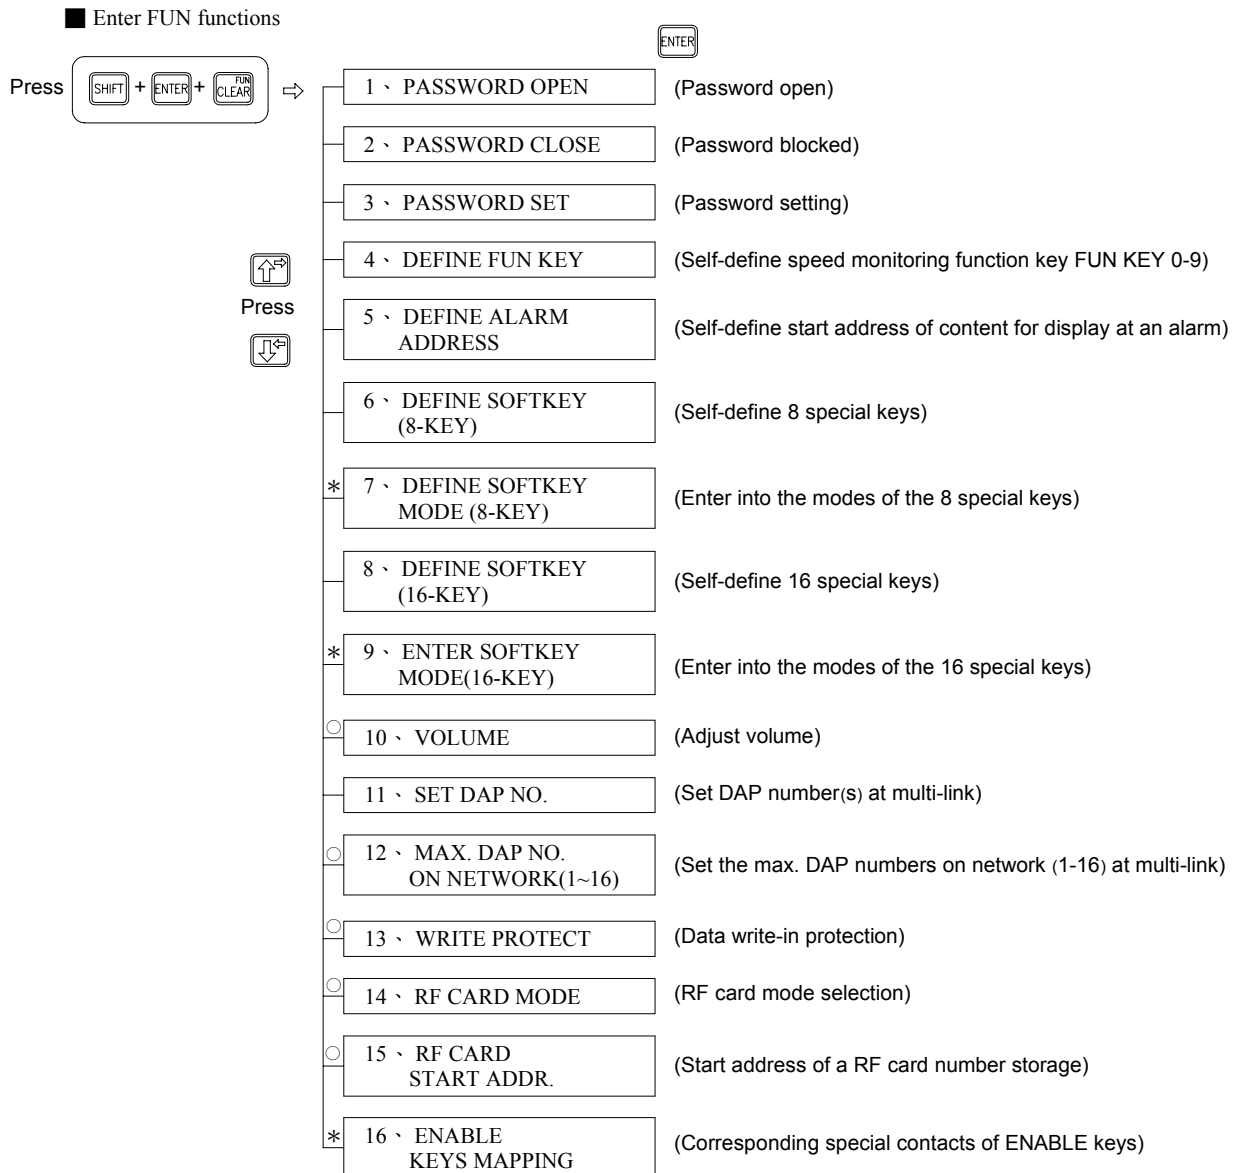 ■ Enter FUN functions
ENTER
Press SHIFT + ENTER + FUN CLEAR ⇨
1、PASSWORD OPEN (Password open)
2、PASSWORD CLOSE (Password blocked)
3、PASSWORD SET (Password setting)
4、DEFINE FUN KEY (Self-define speed monitoring function key FUN KEY 0-9)
Press
5、DEFINE ALARM
ADDRESS (Self-define start address of content for display at an alarm)
6、DEFINE SOFTKEY
(8-KEY) (Self-define 8 special keys)
* 7、DEFINE SOFTKEY
MODE (8-KEY) (Enter into the modes of the 8 special keys)
8、DEFINE SOFTKEY
(16-KEY) (Self-define 16 special keys)
* 9、ENTER SOFTKEY
MODE(16-KEY) (Enter into the modes of the 16 special keys)
○ 10、VOLUME (Adjust volume)
11、SET DAP NO. (Set DAP number(s) at multi-link)
○ 12、MAX. DAP NO.
ON NETWORK(1~16) (Set the max. DAP numbers on network (1-16) at multi-link)
○ 13、WRITE PROTECT (Data write-in protection)
○ 14、RF CARD MODE (RF card mode selection)
○ 15、RF CARD
START ADDR. (Start address of a RF card number storage)
* 16、ENABLE
KEYS MAPPING (Corresponding special contacts of ENABLE keys)